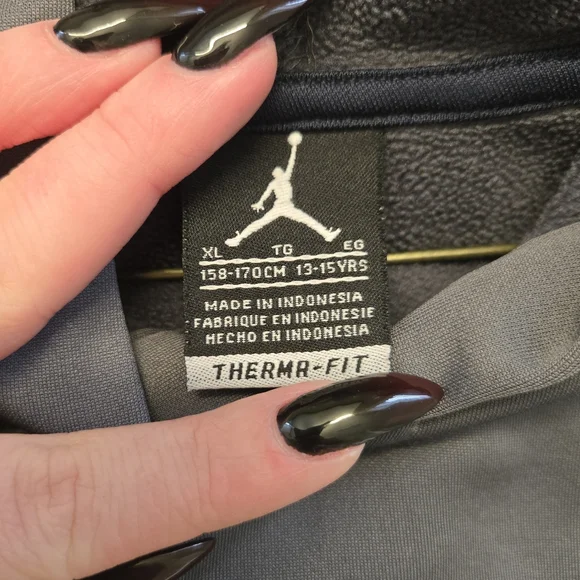 XL TG EG
158-170CM 13-15YRS
MADE IN INDONESIA
FABRIQUE EN INDONESIE
HECHO EN INDONESIA
THERMA-FIT